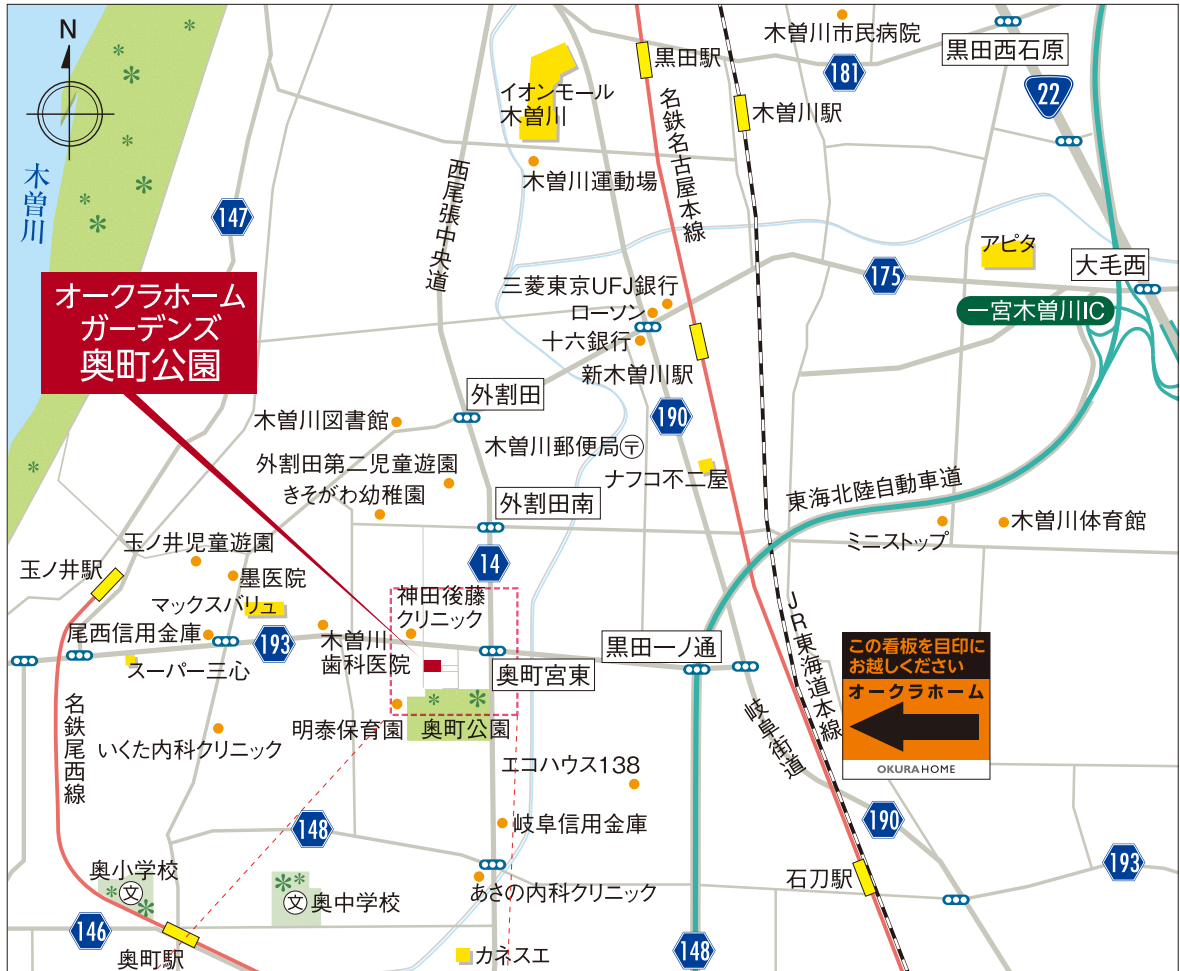 N
木曽川
147
オークラホーム
ガーデンズ
奥町公園
イオンモール
木曽川
木曽川運動場
西尾張中央道
黒田駅
名鉄名古屋本線
木曽川市民病院
181
木曽川駅
黒田西石原
22
175
アピタ
大毛西
一宮木曽川IC
三菱東京UFJ銀行
ローソン
十六銀行
新木曽川駅
190
外割田
木曽川図書館
木曽川郵便局
〒
ナフコ不二屋
外割田第二児童遊園
きそがわ幼稚園
外割田南
14
東海北陸自動車道
ミニストップ
木曽川体育館
玉ノ井児童遊園
玉ノ井駅
墨医院
マックスバリュ
尾西信用金庫
193
スーパー三心
木曽川
歯科医院
神田後藤
クリニック
奥町宮東
黒田一ノ通
JR東海道本線
岐阜街道
この看板を目印に
お越しください
オークラホーム
OKURAHOME
名鉄尾西線
いくた内科クリニック
明泰保育園
奥町公園
エコハウス138
岐阜信用金庫
148
190
193
奥小学校
文
文
奥中学校
あさの内科クリニック
石刀駅
146
奥町駅
カネスエ
148